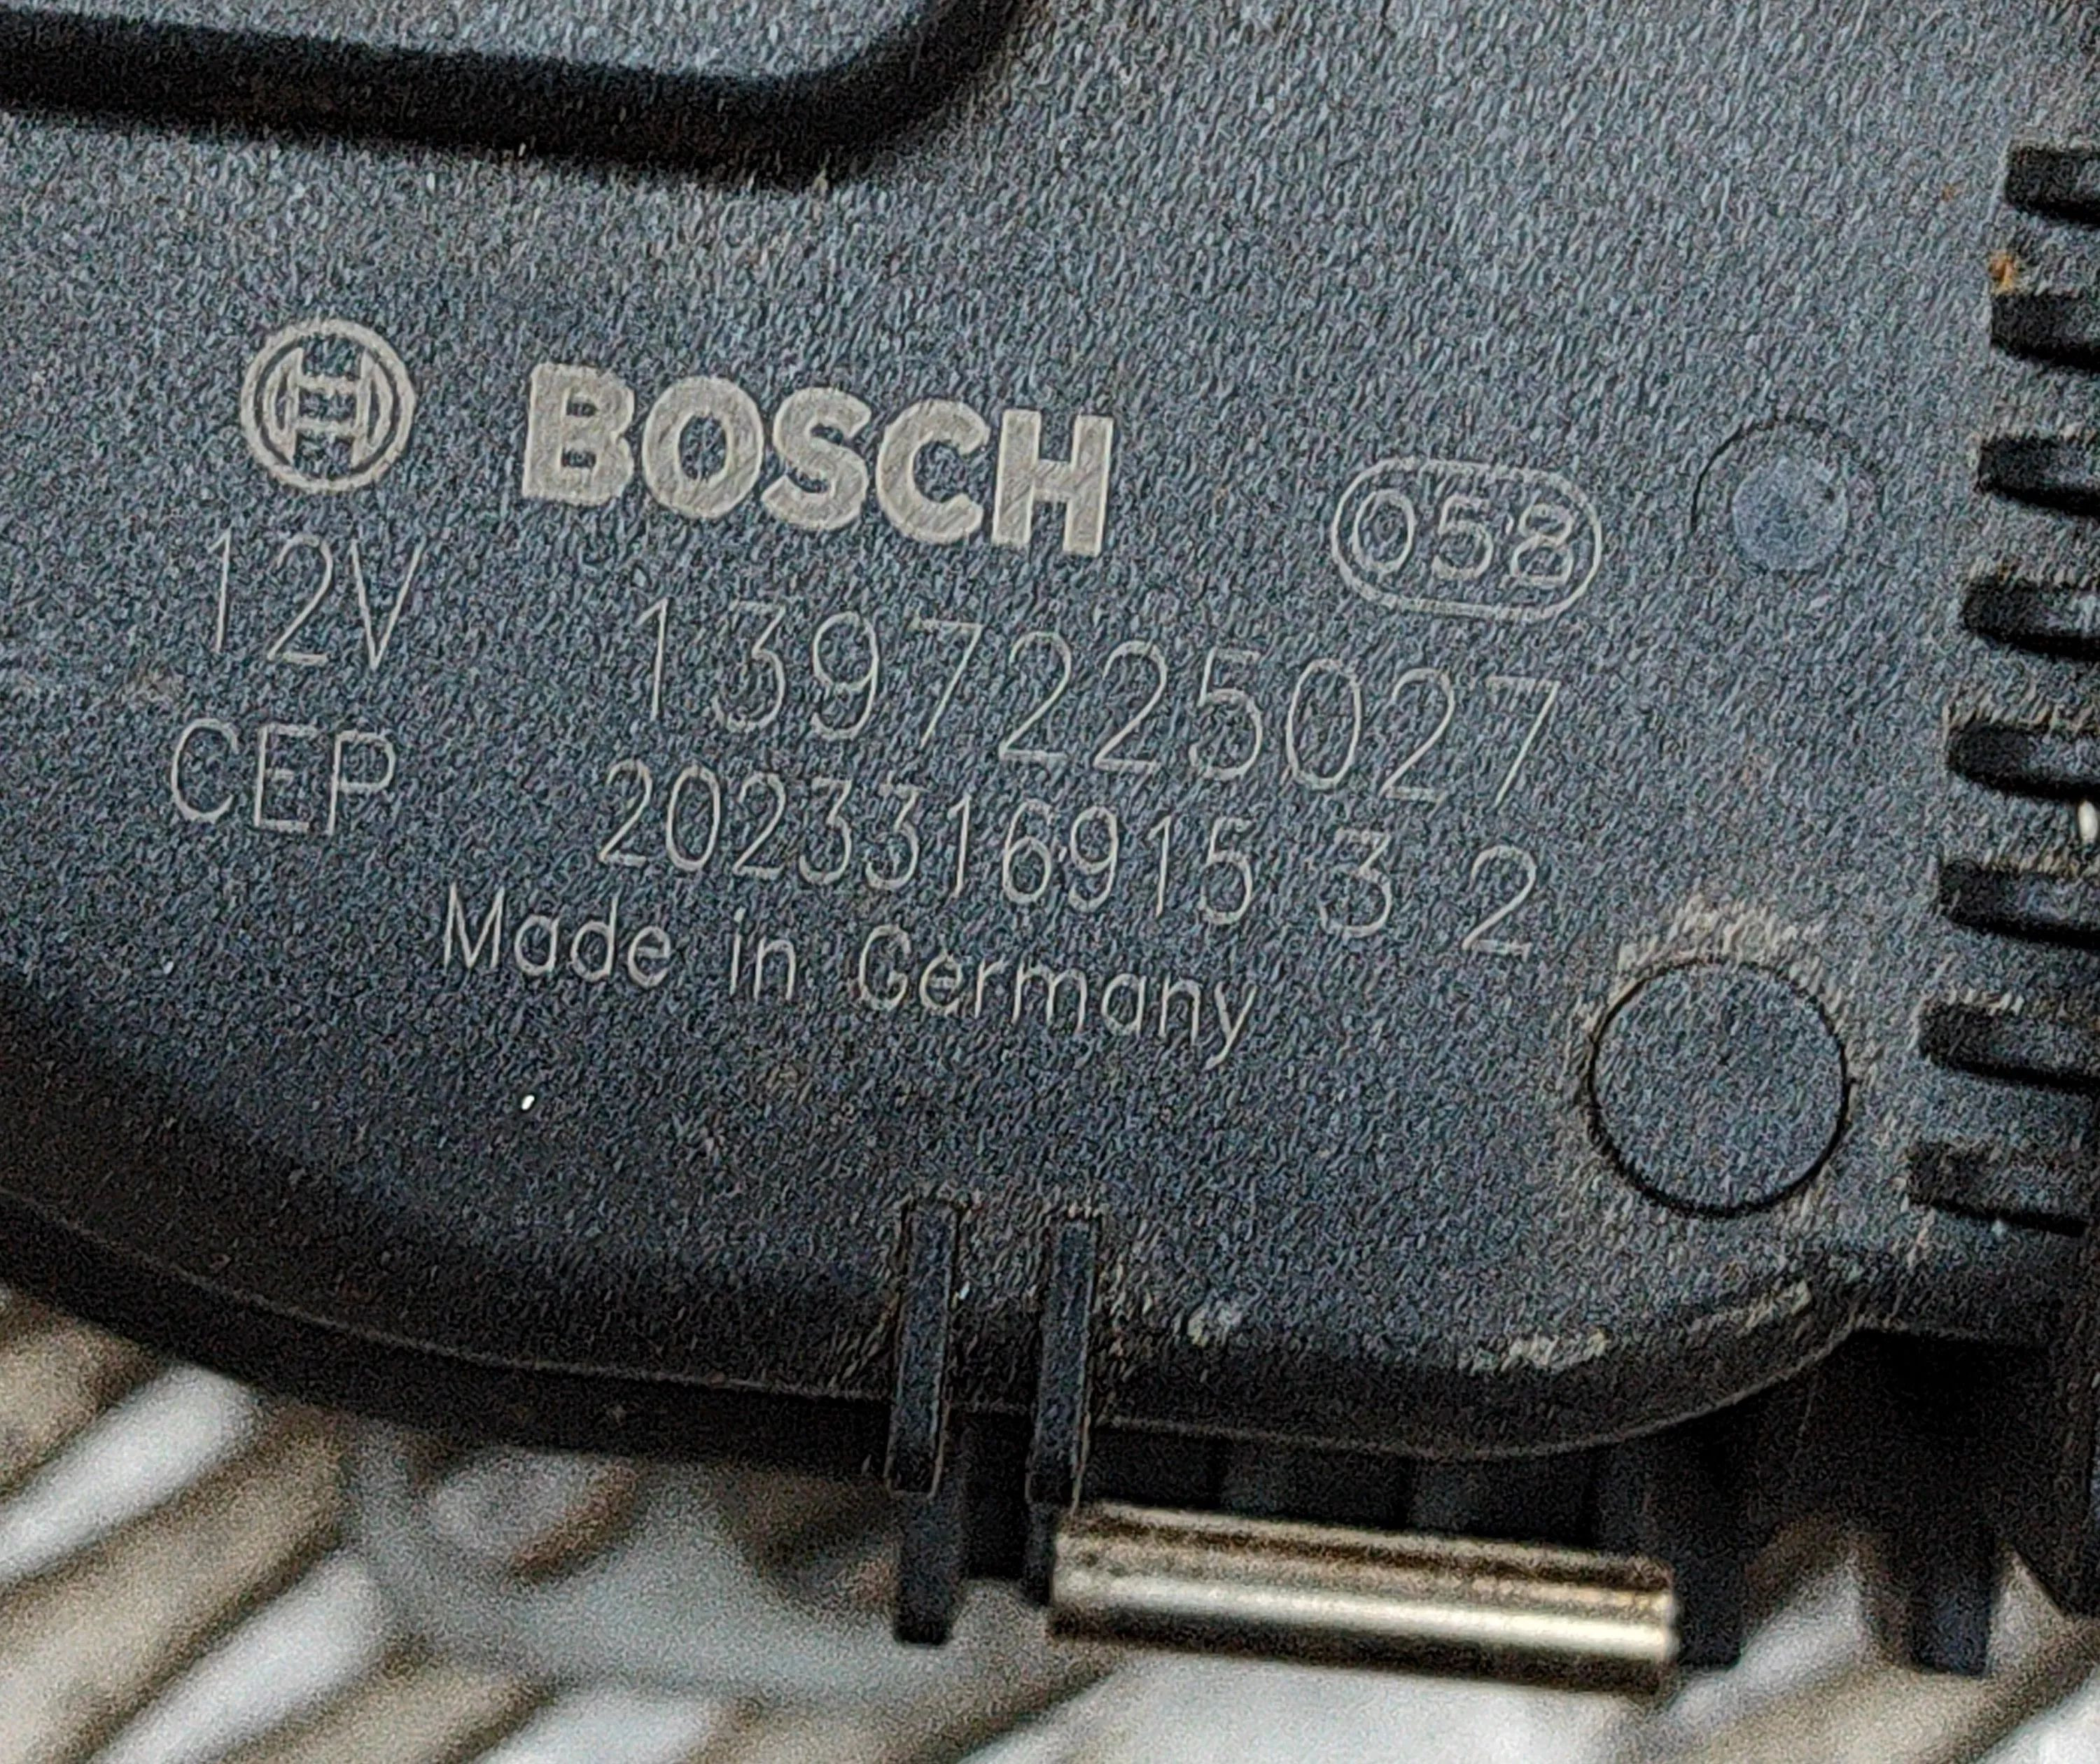 BOSCH 058
12V 1397225027
CEP 2023316915 3 2
Made in Germany